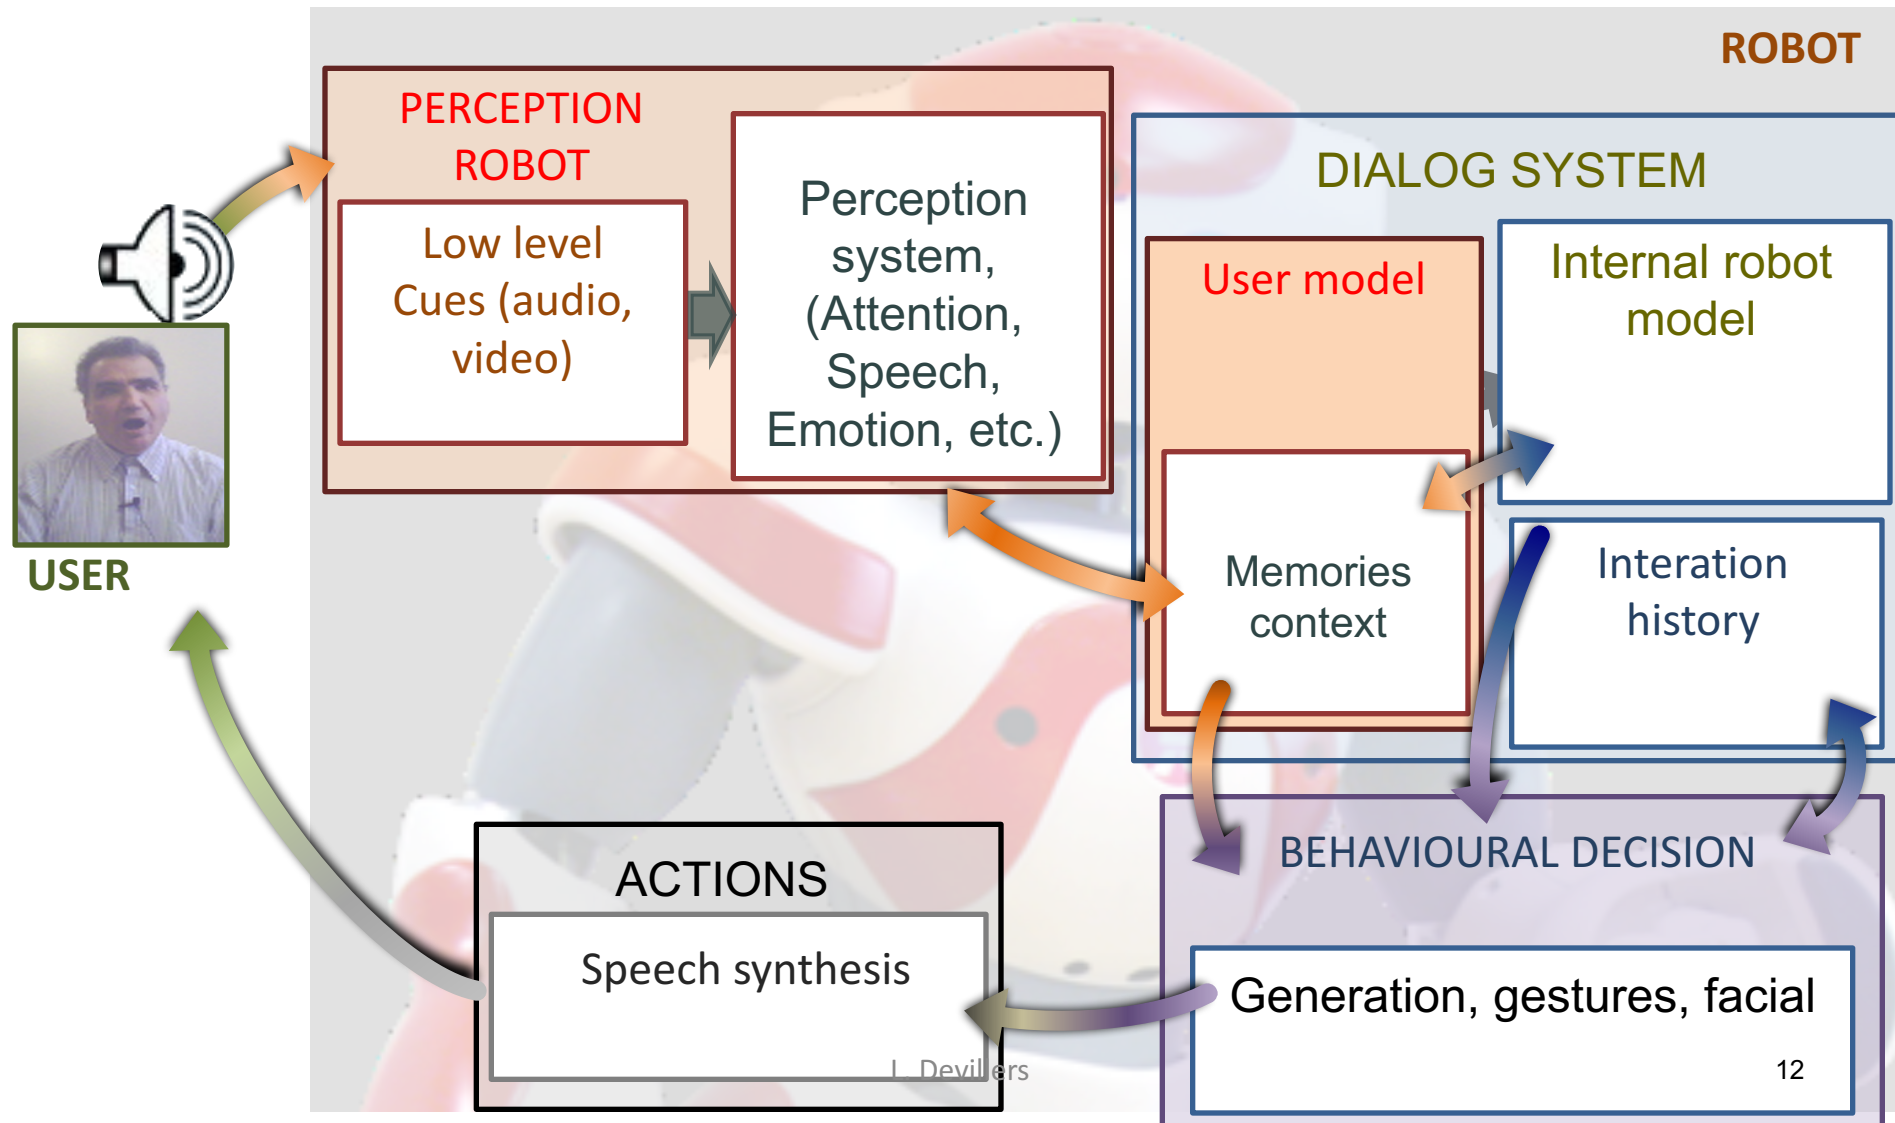 ROBOT
PERCEPTION
ROBOT
Low level
Cues (audio,
video)
Perception
system,
(Attention,
Speech,
Emotion, etc.)
DIALOG SYSTEM
User model
Memories
context
Internal robot
model
Interation
history
USER
BEHAVIOURAL DECISION
Generation, gestures, facial
ACTIONS
Speech synthesis
L. Devillers
12